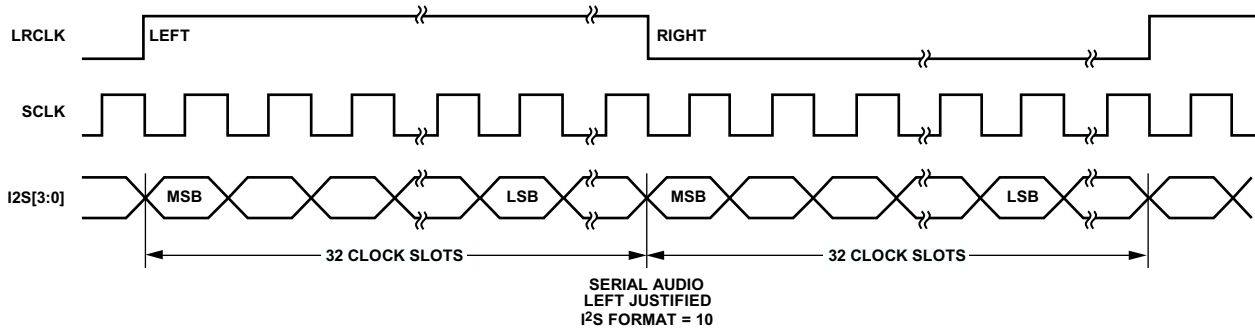 LRCLK
LEFT
RIGHT
SCLK
I2S[3:0]
MSB
LSB
MSB
LSB
32 CLOCK SLOTS
32 CLOCK SLOTS
SERIAL AUDIO
LEFT JUSTIFIED
I²S FORMAT = 10